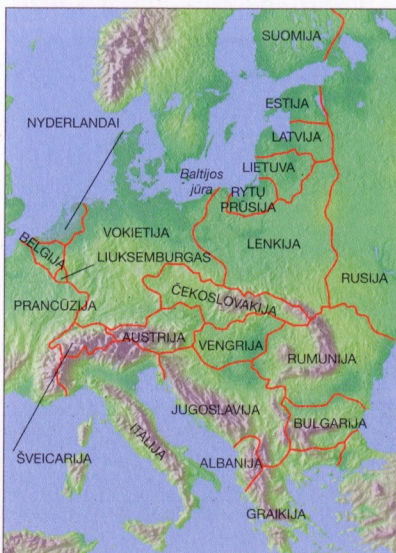 SUOMIJA
ESTIJA
NYDERLANDAI
LATVIJA
LIETUVA
Baltijos
jūra
RYTŲ
PRŪSIJA
VOKIETIJA
LENKIJA
BELGIJA
LIUKSEMBURGAS
RUSIJA
ČEKOSLOVAKIJA
PRANCŪZIJA
AUSTRIJA
VENGRIJA
RUMUNIJA
JUGOSLAVIJA
BULGARIJA
ITALIJA
ŠVEICARIJA
ALBANIJA
GRAIKIJA